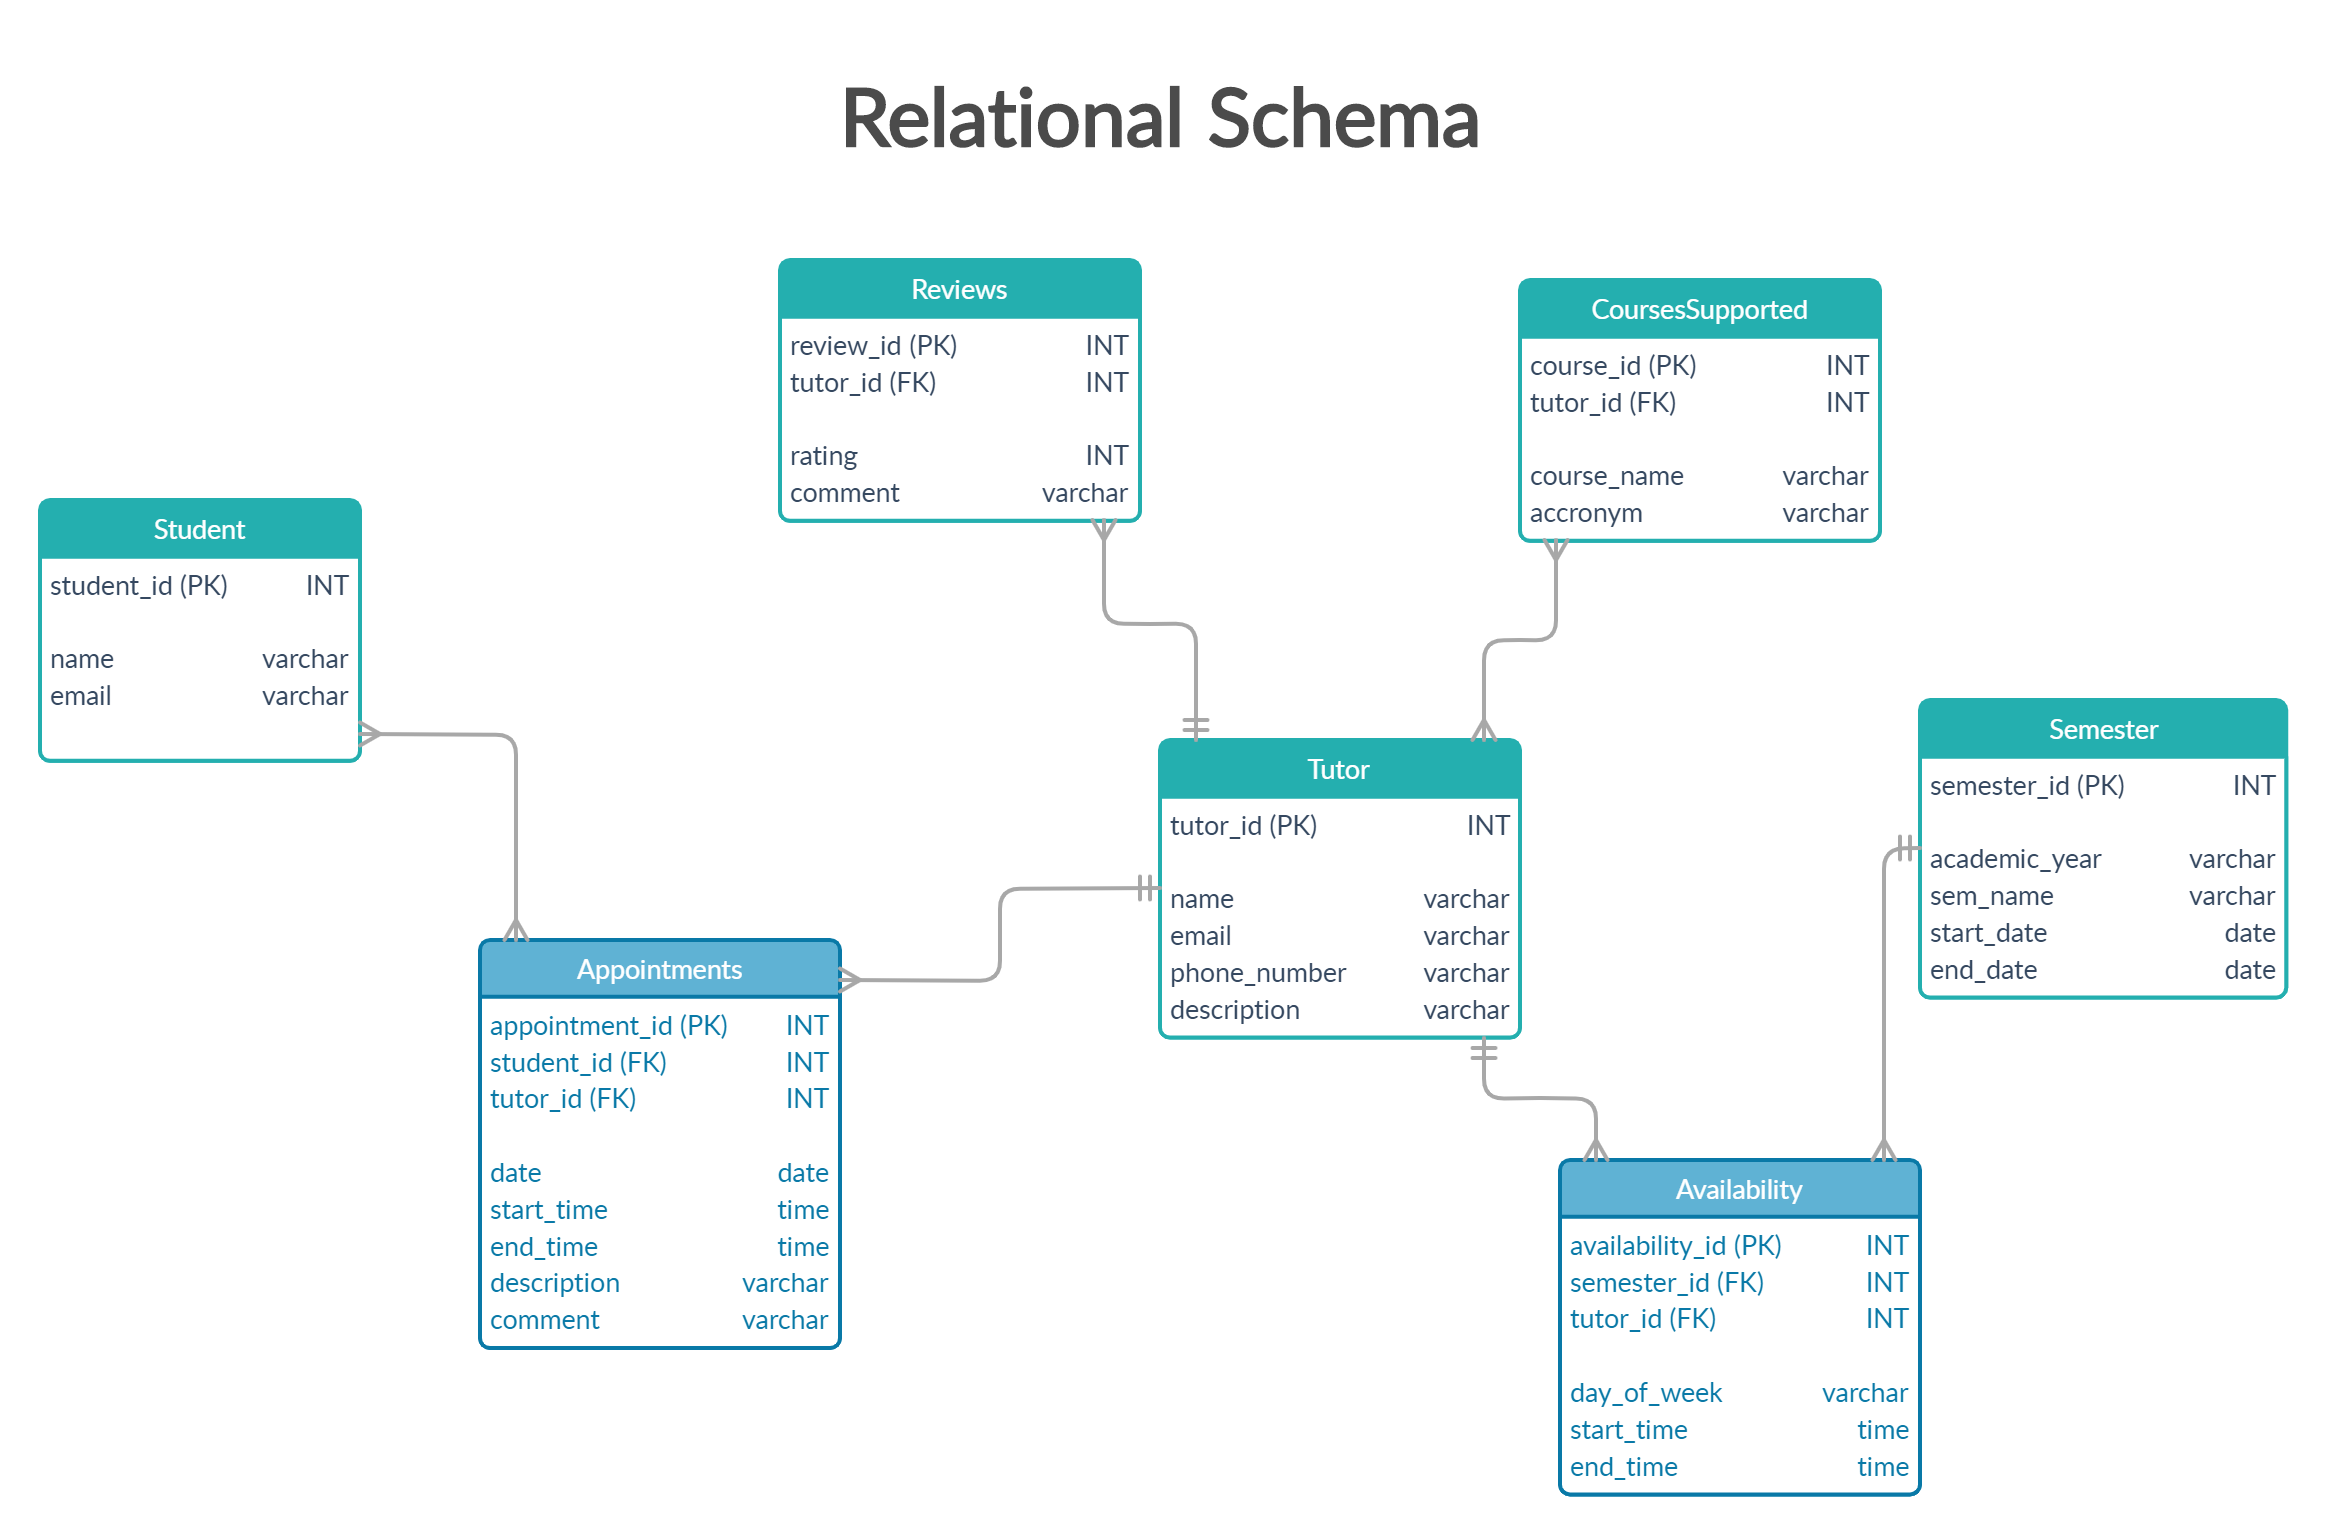 Relational Schema
Reviews
review_id (PK) INT
tutor_id (FK) INT
rating INT
comment varchar
CoursesSupported
course_id (PK) INT
tutor_id (FK) INT
course_name varchar
accronym varchar
Student
student_id (PK) INT
name varchar
email varchar
Tutor
tutor_id (PK) INT
name varchar
email varchar
phone_number varchar
description varchar
Semester
semester_id (PK) INT
academic_year varchar
sem_name varchar
start_date date
end_date date
Appointments
appointment_id (PK) INT
student_id (FK) INT
tutor_id (FK) INT
date date
start_time time
end_time time
description varchar
comment varchar
Availability
availability_id (PK) INT
semester_id (FK) INT
tutor_id (FK) INT
day_of_week varchar
start_time time
end_time time